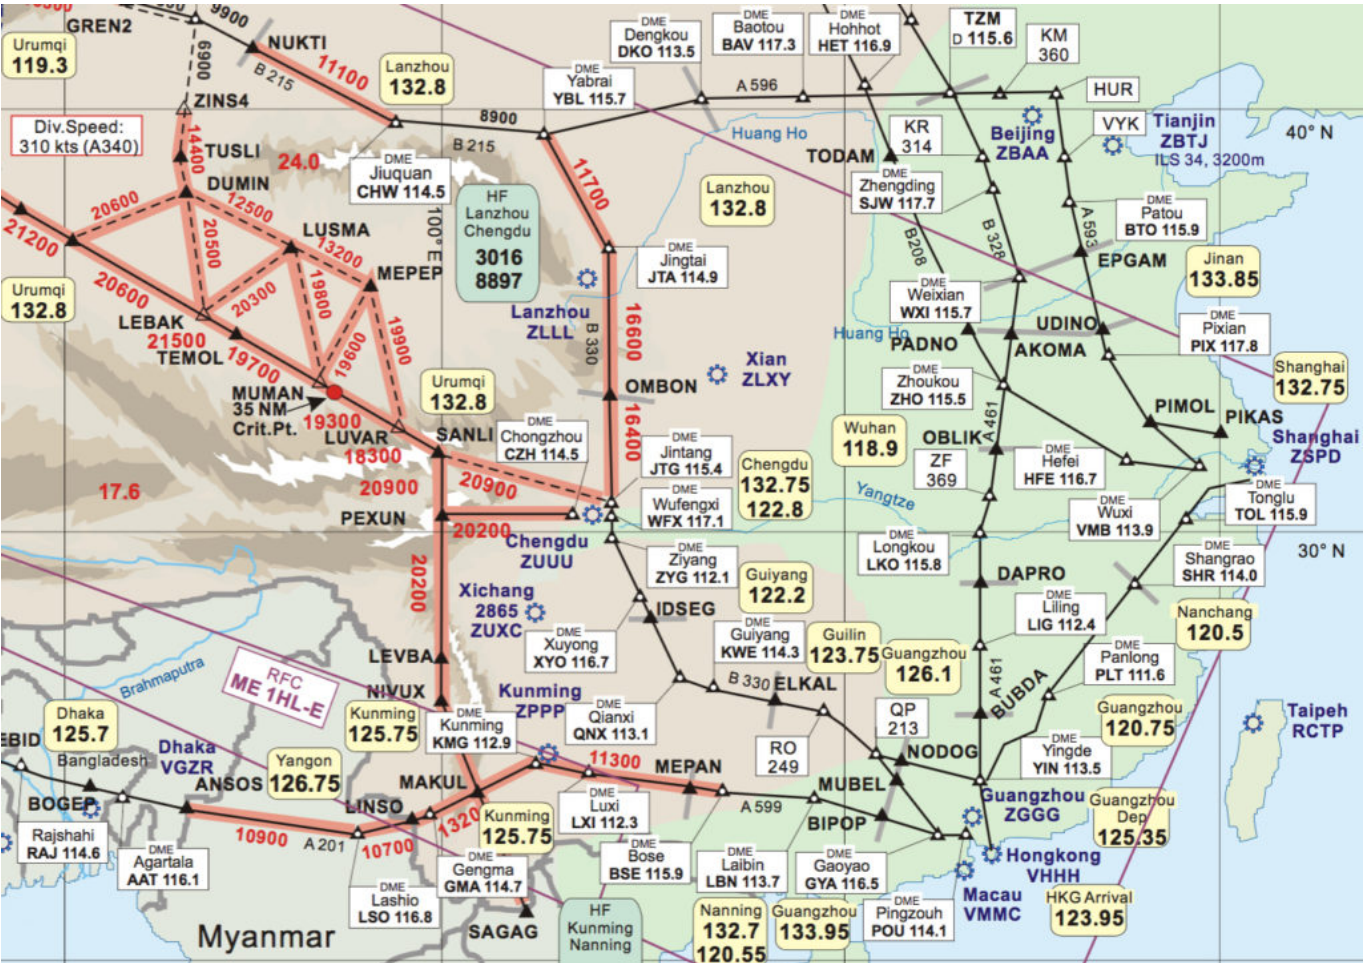 GREN2
9900
Urumqi
119.3
6900
NUKTI
11100
B 215
Lanzhou
132.8
DME
Dengkou
DKO 113.5
DME
Baotou
BAV 117.3
DME
Hohhot
HET 116.9
TZM
D 115.6
KM
360
DME
Yabrai
YBL 115.7
A 596
HUR
ZINS4
8900
B 215
Huang Ho
KR
314
Beijing
ZBAA
VYK
Tianjin
ZBTJ
ILS 34, 3200m
40° N
Div.Speed:
310 kts (A340)
14400
TUSLI
24.0
DME
Jiuquan
CHW 114.5
11700
TODAM
DUMIN
100° E
HF
Lanzhou
Chengdu
3016
8897
Lanzhou
132.8
DME
Zhengding
SJW 117.7
DME
Patou
BTO 115.9
A 593
20600
12500
LUSMA
21200
20500
13200
MEPEP
DME
Jingtai
JTA 114.9
B208
B 328
EPGAM
Jinan
133.85
Urumqi
132.8
20600
20300
19800
Lanzhou
ZLLL
B 330
16600
DME
Weixian
WXI 115.7
LEBAK
21500
TEMOL
19700
19600
19900
Huang Ho
PADNO
AKOMA
UDINO
DME
Pixian
PIX 117.8
Xian
ZLXY
DME
Zhoukou
ZHO 115.5
Shanghai
132.75
MUMAN
35 NM
Crit.Pt.
19300
Urumqi
132.8
OMBON
16400
LUVAR
18300
SANLI
DME
Chongzhou
CZH 114.5
DME
Jintang
JTG 115.4
Wuhan
118.9
OBLIK
A 461
PIMOL
PIKAS
Shanghai
ZSPD
ZF
369
DME
Hefei
HFE 116.7
17.6
20900
20900
Chengdu
132.75
122.8
Yangtze
DME
Wufengxi
WFX 117.1
DME
Wuxi
VMB 113.9
DME
Tonglu
TOL 115.9
PEXUN
20200
Chengdu
ZUUU
DME
Longkou
LKO 115.8
30° N
20200
DME
Ziyang
ZYG 112.1
DME
Shangrao
SHR 114.0
Xichang
2865
ZUXC
Guiyang
122.2
DAPRO
IDSEG
DME
Liling
LIG 112.4
Nanchang
120.5
DME
Xuyong
XYO 116.7
DME
Guiyang
KWE 114.3
Guilin
123.75
Guangzhou
126.1
LEVBA
Brahmaputra
RFC
ME 1HL-E
NIVUX
Kunming
ZPPP
B 330
ELKAL
A 461
BUBDA
DME
Panlong
PLT 111.6
Dhaka
125.7
Kunming
125.75
DME
Kunming
KMG 112.9
DME
Qianxi
QNX 113.1
QP
213
Guangzhou
120.75
Taipeh
RCTP
EBID
Bangladesh
Dhaka
VGZR
Yangon
126.75
RO
249
NODOG
DME
Yingde
YIN 113.5
BOGEP
ANSOS
LINSO
MAKUL
11300
MEPAN
A 599
MUBEL
BIPOP
Guangzhou
ZGGG
Guangzhou
Dep
125.35
DME
Rajshahi
RAJ 114.6
DME
Agartala
AAT 116.1
10900
A 201
10700
1320
Kunming
125.75
DME
Luxi
LXI 112.3
DME
Gengma
GMA 114.7
DME
Bose
BSE 115.9
DME
Laibin
LBN 113.7
DME
Gaoyao
GYA 116.5
Hongkong
VHHH
DME
Lashio
LSO 116.8
HF
Kunming
Nanning
Nanning
132.7
120.55
Guangzhou
133.95
DME
Pingzouh
POU 114.1
Macau
VMMC
HKG Arrival
123.95
Myanmar
SAGAG